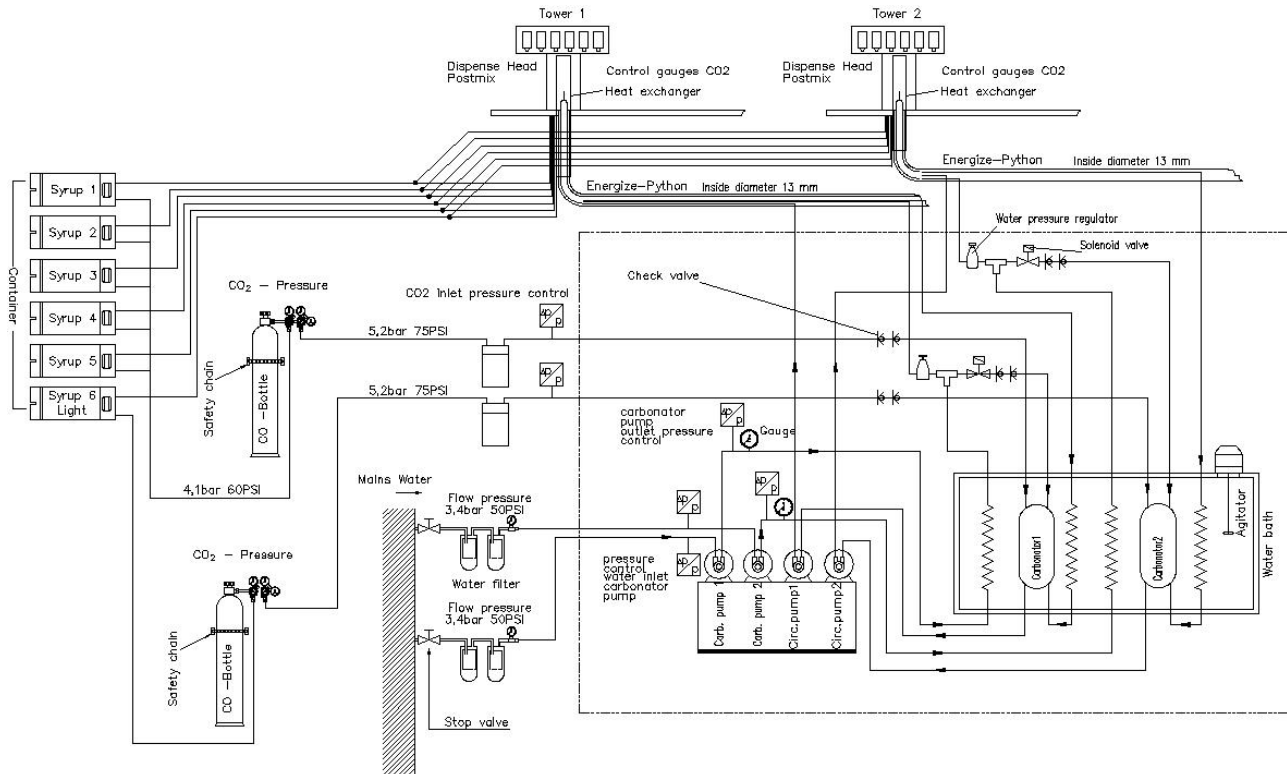 Tower 1
Tower 2
Dispense Head
Postmix
Control gauges CO2
Heat exchanger
Dispense Head
Postmix
Control gauges CO2
Heat exchanger
Energize-Python
Inside diameter 13 mm
Energize-Python
Inside diameter 13 mm
Container
Syrup 1
Syrup 2
Syrup 3
Syrup 4
Syrup 5
Syrup 6
Light
Water pressure regulator
Solenoid valve
Check valve
CO₂ - Pressure
CO2 Inlet pressure control
Δp
p
5,2bar 75PSI
Δp
p
5,2bar 75PSI
Safety chain
CO -Bottle
4,1bar 60PSI
carbonator
pump
outlet pressure
control
Δp
p
Gauge
Mains Water
Flow pressure
3,4bar 50PSI
Δp
p
Δp
p
Water filter
pressure
control
water inlet
carbonator
pump
Δp
p
Flow pressure
3,4bar 50PSI
Carb. pump 1
Carb. pump 2
Circ.pump1
Circ.pump2
Carbonator1
Carbonator2
Agitator
Water bath
CO₂ - Pressure
Safety chain
CO -Bottle
Stop valve